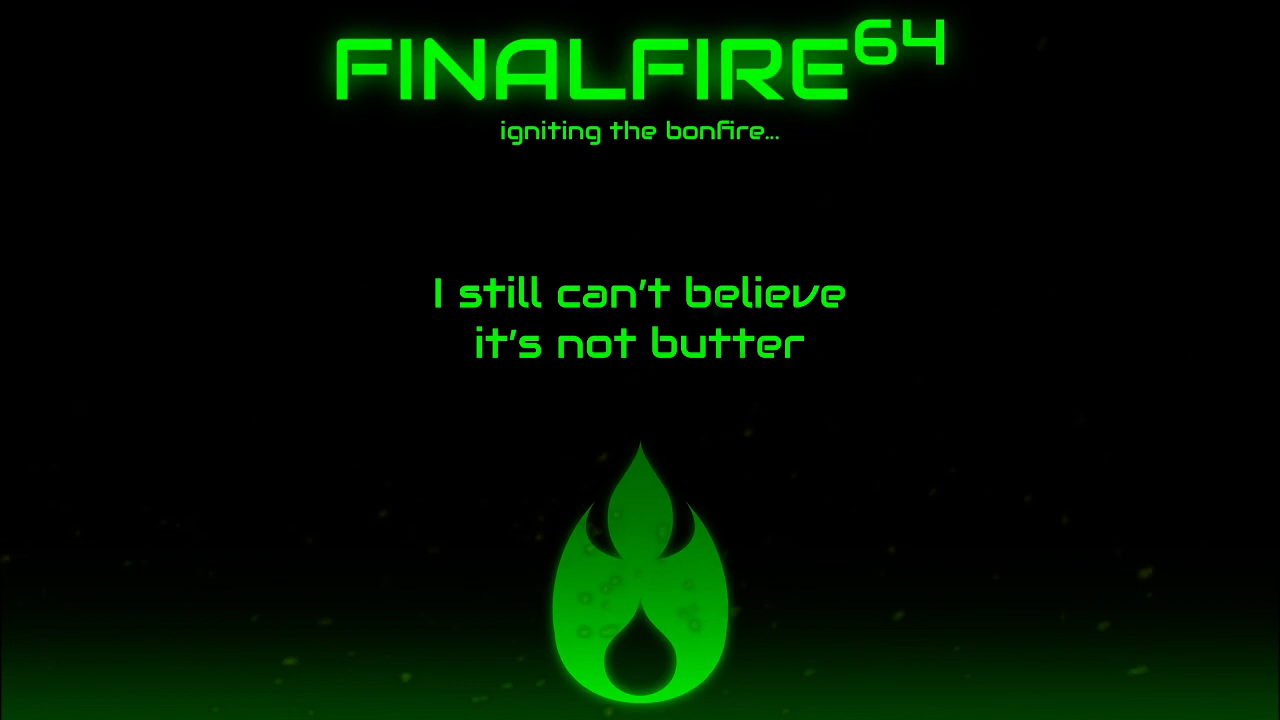 FINALFIRE64
igniting the bonfire...
I still can't believe
it's not butter